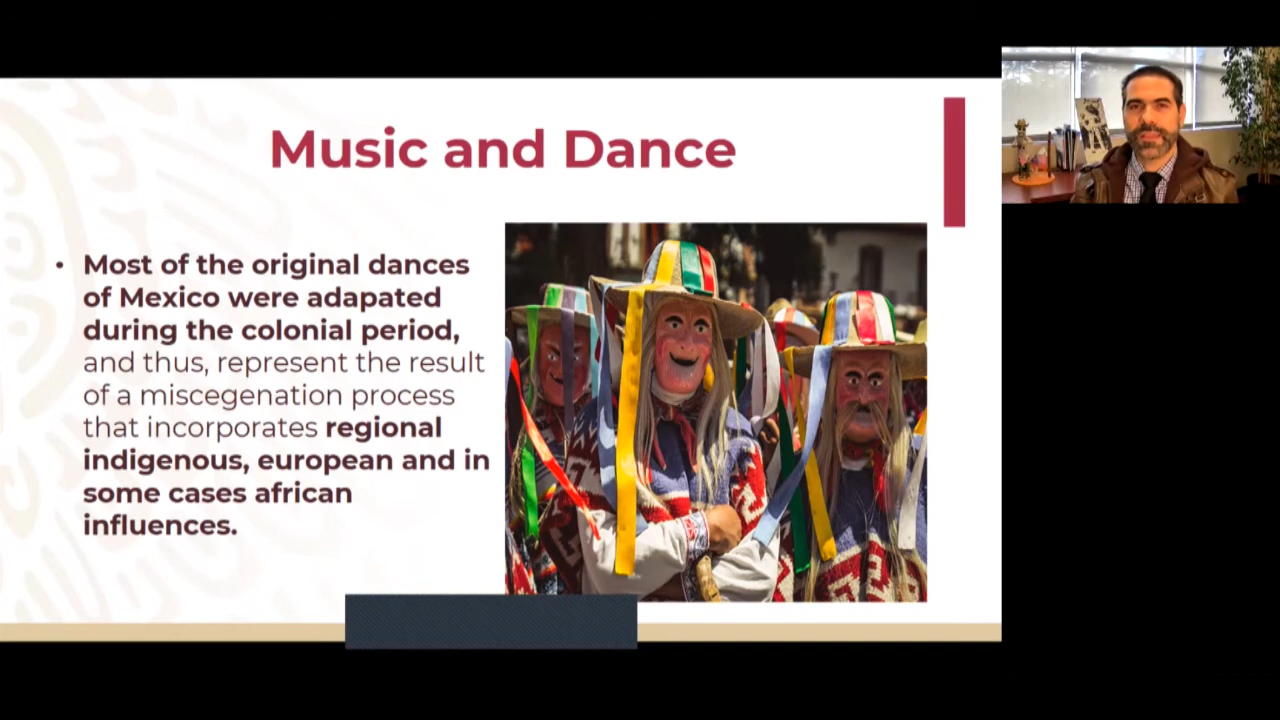 Music and Dance
• Most of the original dances
of Mexico were adapated
during the colonial period,
and thus, represent the result
of a miscegenation process
that incorporates regional
indigenous, european and in
some cases african
influences.